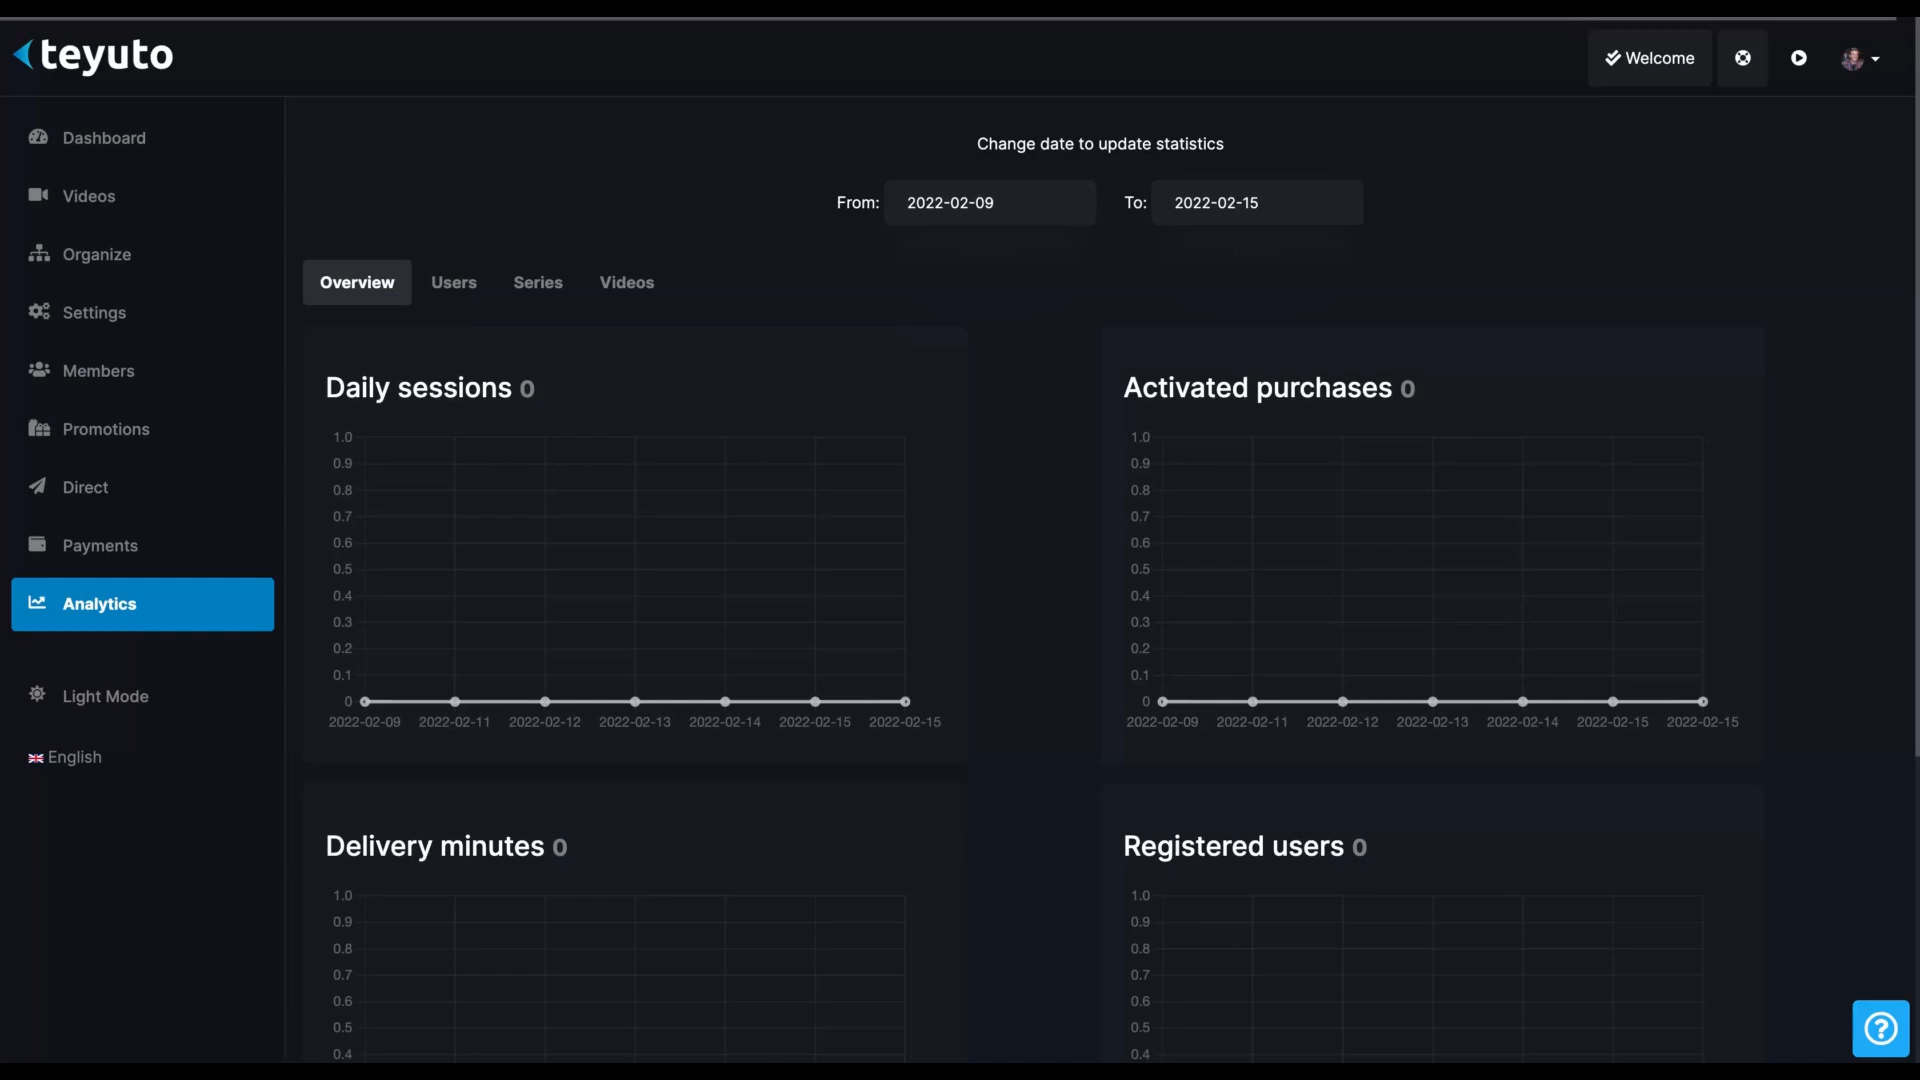 teyuto
Welcome
Dashboard
Videos
Organize
Settings
Members
Promotions
Direct
Payments
Analytics
Light Mode
English
Change date to update statistics
From: 2022-02-09 To: 2022-02-15
Overview Users Series Videos
Daily sessions 0
1.0
0.9
0.8
0.7
0.6
0.5
0.4
0.3
0.2
0.1
0
2022-02-09 2022-02-11 2022-02-12 2022-02-13 2022-02-14 2022-02-15 2022-02-15
Activated purchases 0
1.0
0.9
0.8
0.7
0.6
0.5
0.4
0.3
0.2
0.1
0
2022-02-09 2022-02-11 2022-02-12 2022-02-13 2022-02-14 2022-02-15 2022-02-15
Delivery minutes 0
1.0
0.9
0.8
0.7
0.6
0.5
0.4
Registered users 0
1.0
0.9
0.8
0.7
0.6
0.5
0.4
?